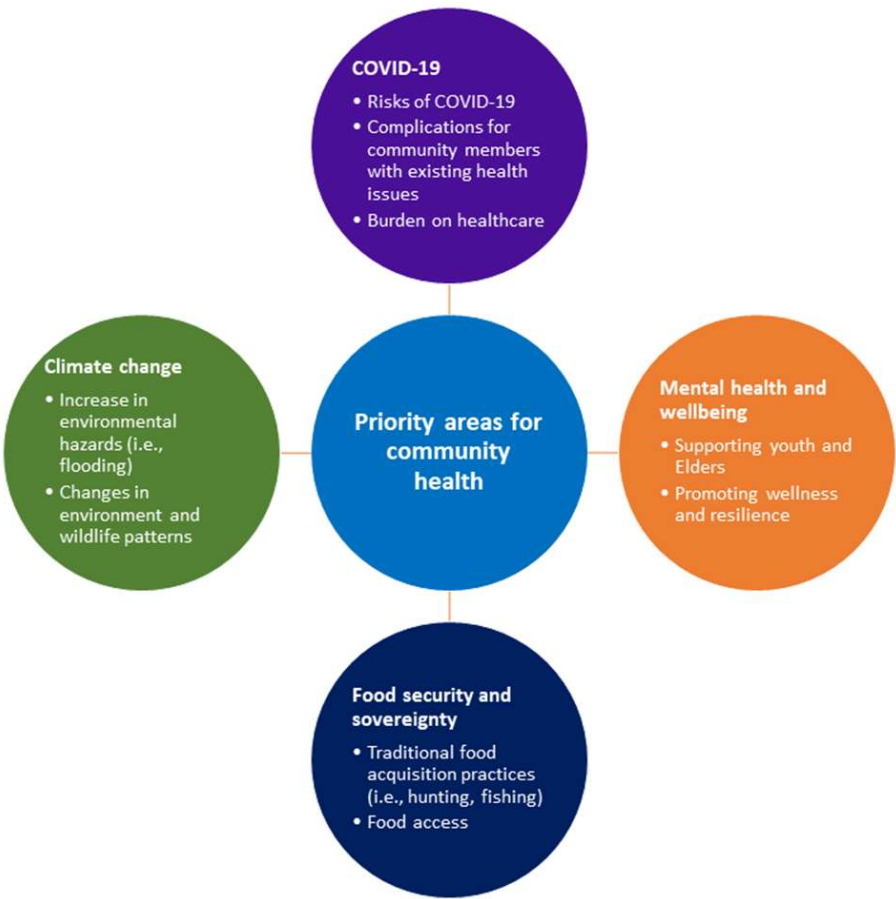 COVID-19
• Risks of COVID-19
• Complications for
community members
with existing health
issues
• Burden on healthcare
Climate change
• Increase in
environmental
hazards (i.e.,
flooding)
• Changes in
environment and
wildlife patterns
Priority areas for
community
health
Mental health and
wellbeing
• Supporting youth and
Elders
• Promoting wellness
and resilience
Food security and
sovereignty
• Traditional food
acquisition practices
(i.e., hunting, fishing)
• Food access